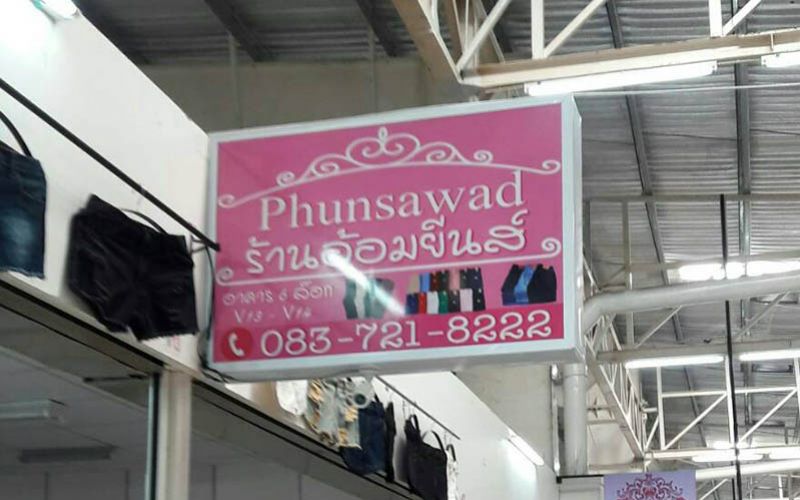 Phunsawad
ร้านอ้อมยีนส์
อาคาร 6 ล๊อก
V13 - V14
083-721-8222